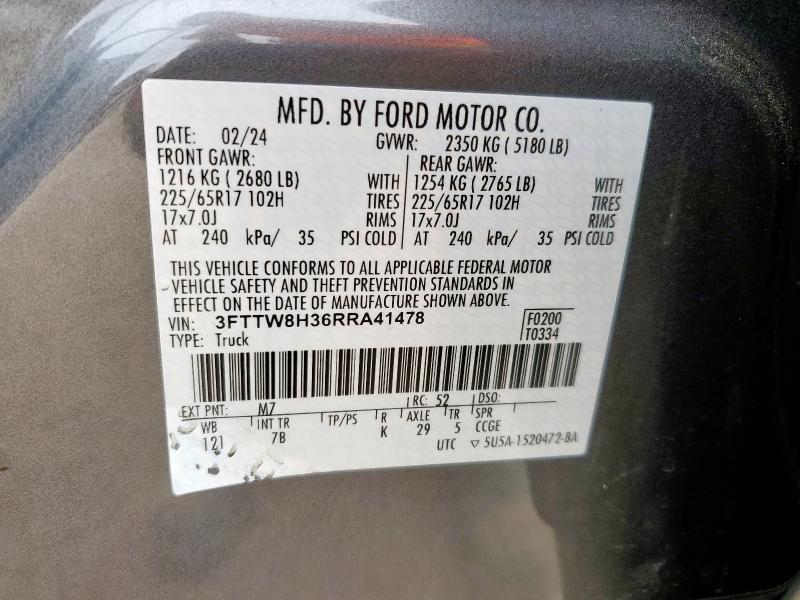 MFD. BY FORD MOTOR CO.
DATE: 02/24 GVWR: 2350 KG ( 5180 LB)
FRONT GAWR: REAR GAWR:
1216 KG ( 2680 LB) WITH 1254 KG ( 2765 LB) WITH
225/65R17 102H TIRES 225/65R17 102H TIRES
17x7.0J RIMS 17x7.0J RIMS
AT 240 kPa/ 35 PSI COLD AT 240 kPa/ 35 PSI COLD
THIS VEHICLE CONFORMS TO ALL APPLICABLE FEDERAL MOTOR
VEHICLE SAFETY AND THEFT PREVENTION STANDARDS IN
EFFECT ON THE DATE OF MANUFACTURE SHOWN ABOVE.
VIN: 3FTTW8H36RRA41478 F0200
TYPE: Truck T0334
EXT PNT: M7 RC: 52 DSO:
WB INT TR TP/PS R AXLE TR SPR
121 7B K 29 5 CCGE
UTC ▽ 5U5A-1520472-BA